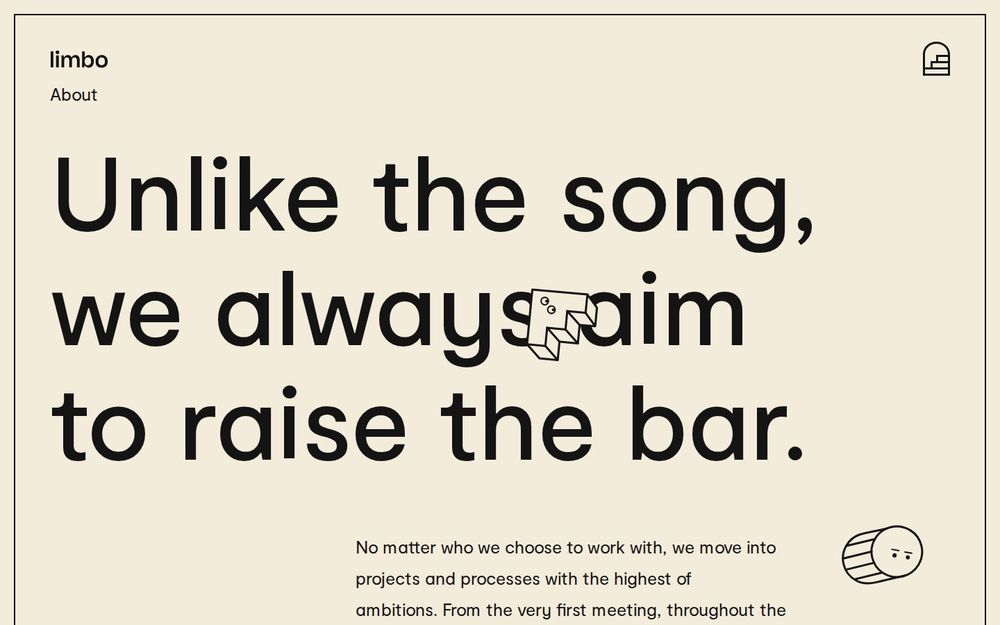 limbo
About
Unlike the song,
we always aim
to raise the bar.
No matter who we choose to work with, we move into
projects and processes with the highest of
ambitions. From the very first meeting, throughout the